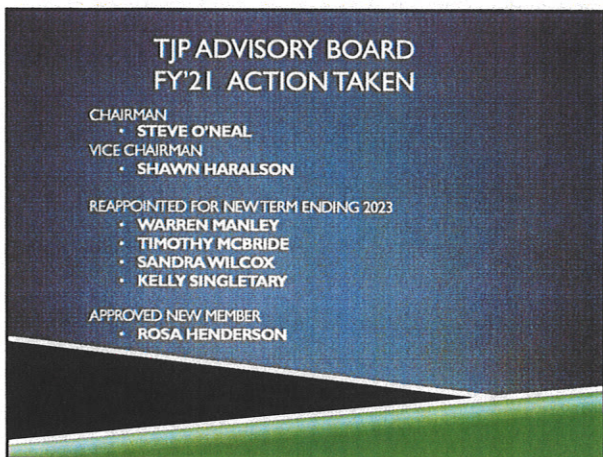 TJP ADVISORY BOARD
FY'21 ACTION TAKEN
CHAIRMAN
• STEVE O'NEAL
VICE CHAIRMAN
• SHAWN HARALSON
REAPPOINTED FOR NEW TERM ENDING 2023
• WARREN MANLEY
• TIMOTHY MCBRIDE
• SANDRA WILCOX
• KELLY SINGLETARY
APPROVED NEW MEMBER
• ROSA HENDERSON